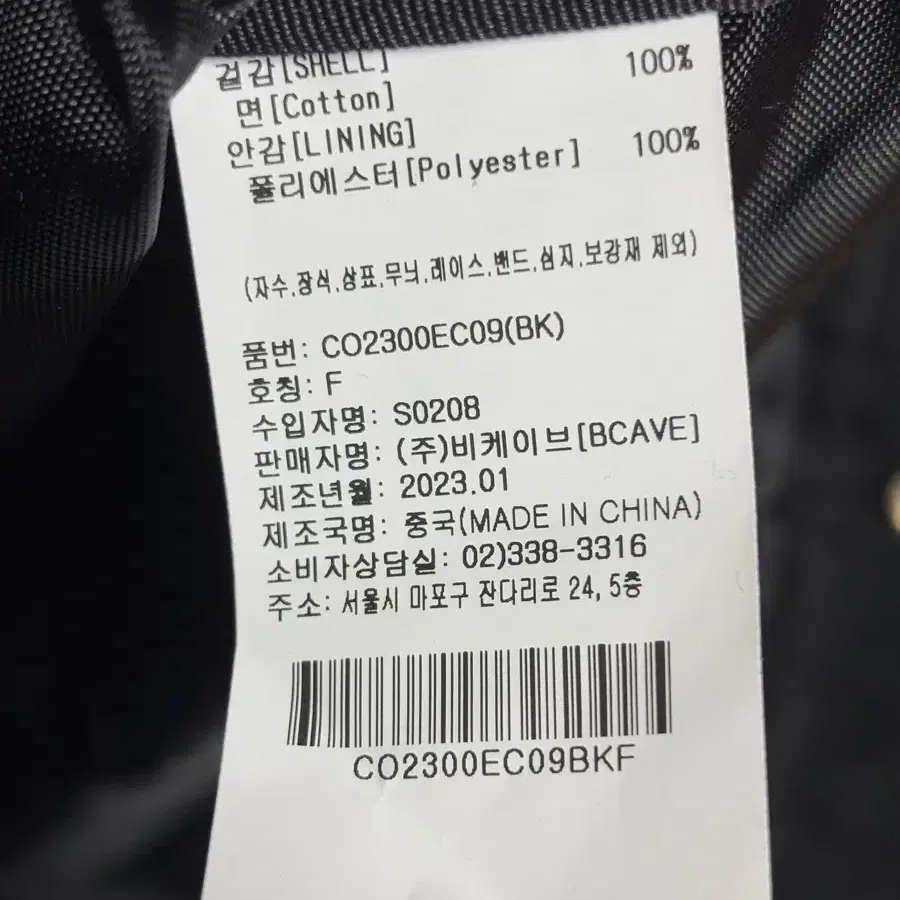 겉감[SHELL]
면[Cotton] 100%
안감[LINING]
폴리에스터[Polyester] 100%
(자수,장식,상표,무늬,레이스,밴드,심지,보강재 제외)
품번: CO2300EC09(BK)
호칭: F
수입자명: S0208
판매자명: (주)비케이브[BCAVE]
제조년월: 2023.01
제조국명: 중국(MADE IN CHINA)
소비자상담실: 02)338-3316
주소: 서울시 마포구 잔다리로 24, 5층
CO2300EC09BKF